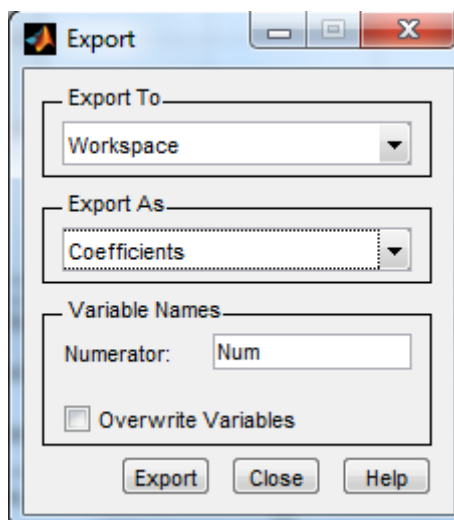 Export
Export To
Workspace
Export As
Coefficients
Variable Names
Numerator: Num
Overwrite Variables
Export Close Help